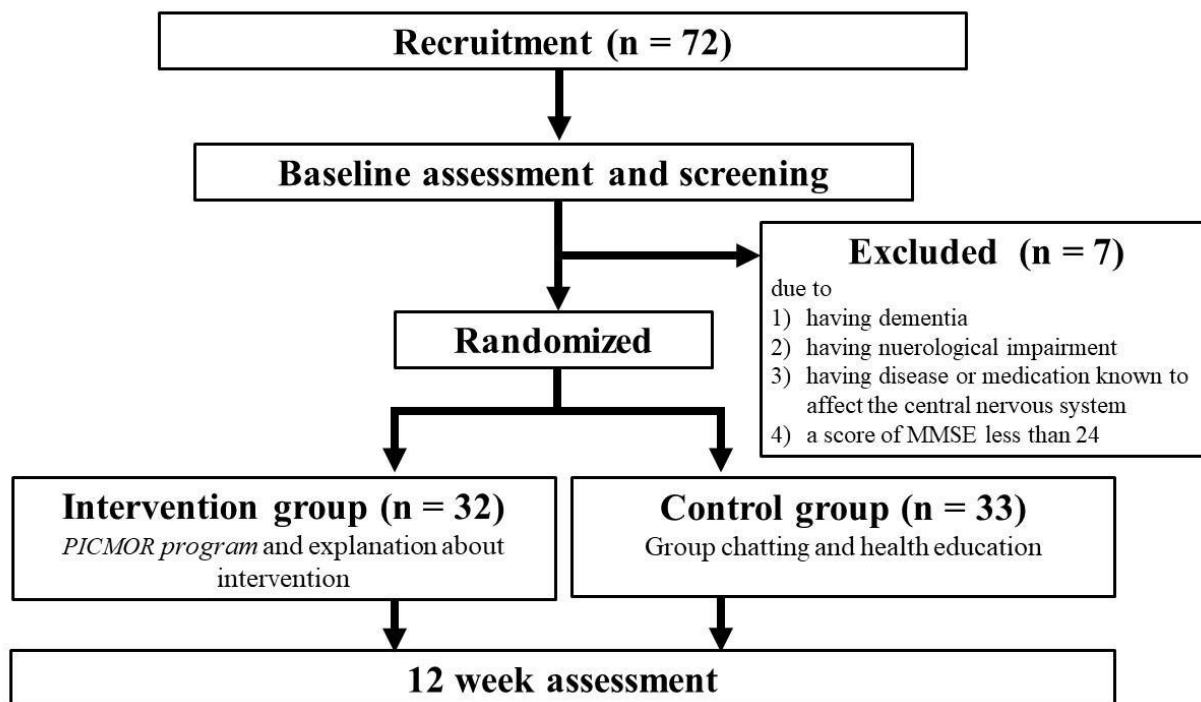 Recruitment (n = 72)
Baseline assessment and screening
Excluded (n = 7)
due to
1) having dementia
2) having nuerological impairment
3) having disease or medication known to
affect the central nervous system
4) a score of MMSE less than 24
Randomized
Intervention group (n = 32)
PICMOR program and explanation about
intervention
Control group (n = 33)
Group chatting and health education
12 week assessment